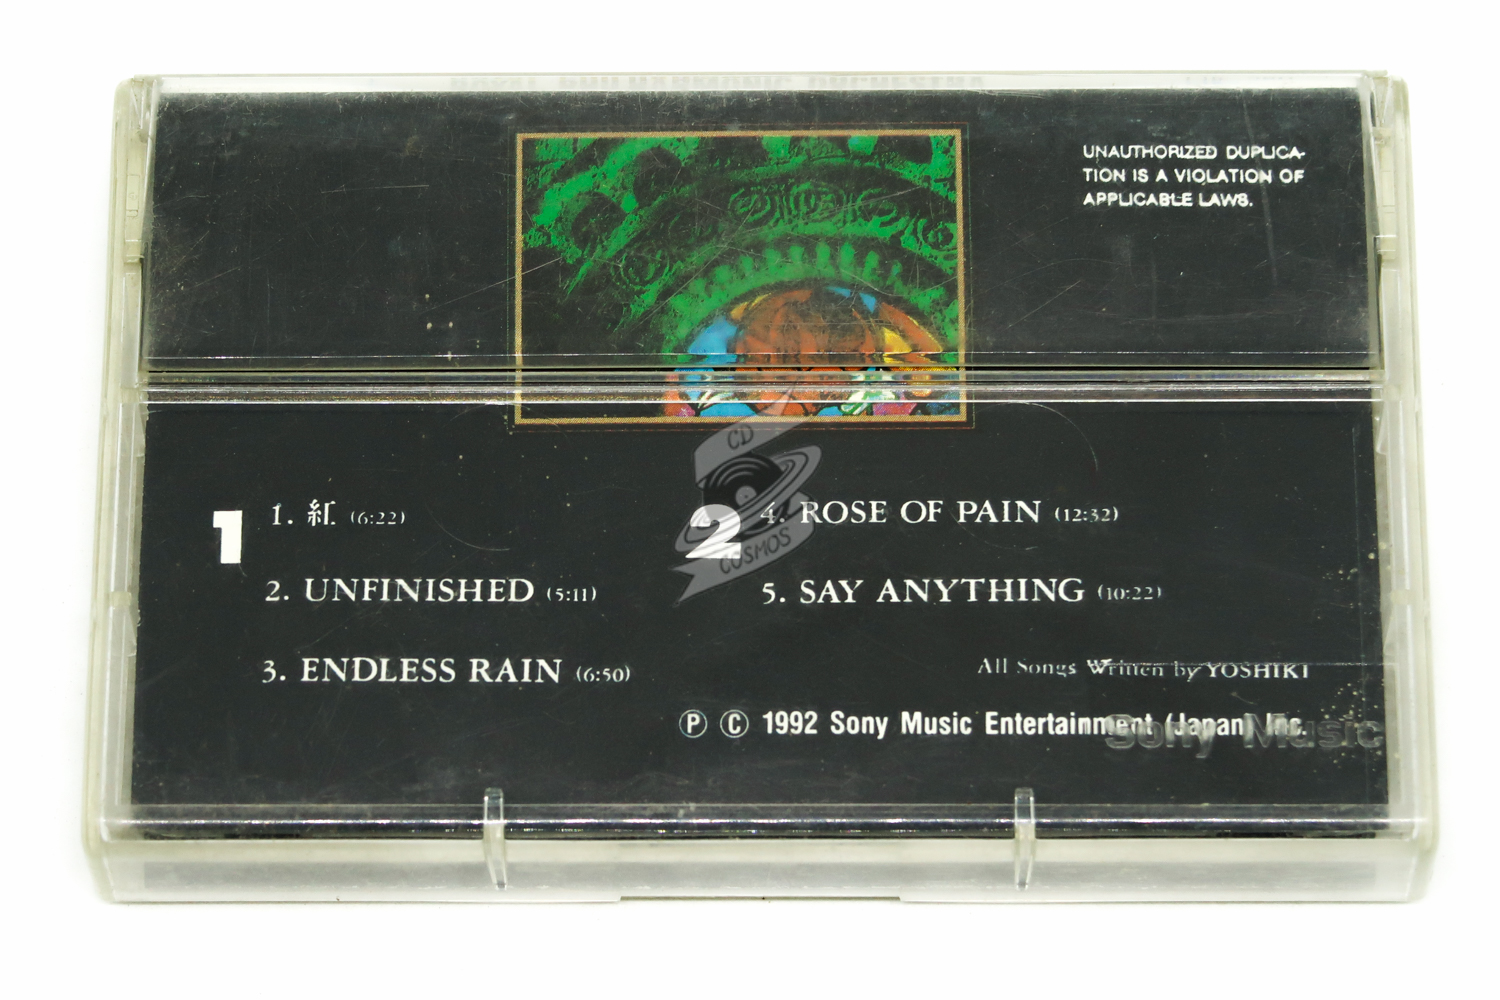 UNAUTHORIZED DUPLICA-
TION IS A VIOLATION OF
APPLICABLE LAWS.
1
1. 紅 (6:22)
2. UNFINISHED (5:11)
3. ENDLESS RAIN (6:50)
2
4. ROSE OF PAIN (12:32)
5. SAY ANYTHING (10:22)
All Songs Written by YOSHIKI
Ⓟ Ⓒ 1992 Sony Music Entertainment (Japan) Inc.
Sony Music
CD
COSMOS